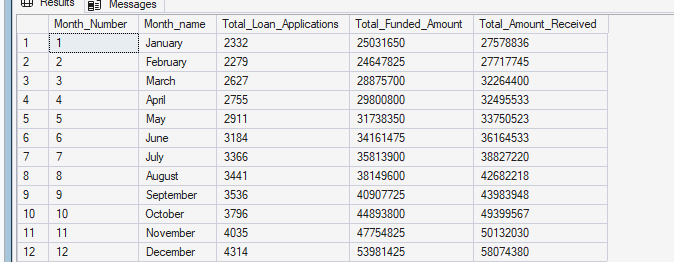 Results Messages
Month_Number Month_name Total_Loan_Applications Total_Funded_Amount Total_Amount_Received
1 1 January 2332 25031650 27578836
2 2 February 2279 24647825 27717745
3 3 March 2627 28875700 32264400
4 4 April 2755 29800800 32495533
5 5 May 2911 31738350 33750523
6 6 June 3184 34161475 36164533
7 7 July 3366 35813900 38827220
8 8 August 3441 38149600 42682218
9 9 September 3536 40907725 43983948
10 10 October 3796 44893800 49399567
11 11 November 4035 47754825 50132030
12 12 December 4314 53981425 58074380